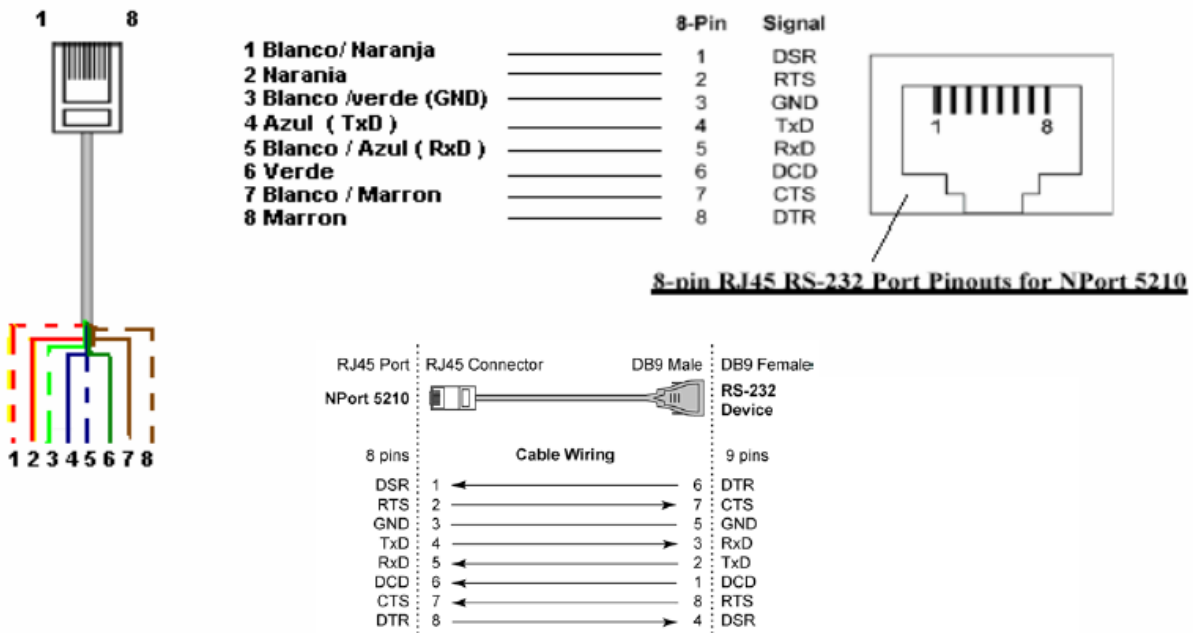 1 8
8-Pin Signal
1 Blanco/ Naranja 1 DSR
2 Narania 2 RTS
3 Blanco /verde (GND) 3 GND
4 Azul ( TxD ) 4 TxD
5 Blanco / Azul ( RxD ) 5 RxD
6 Verde 6 DCD
7 Blanco / Marron 7 CTS
8 Marron 8 DTR
1 8
8-pin RJ45 RS-232 Port Pinouts for NPort 5210
1 2 3 4 5 6 7 8
RJ45 Port RJ45 Connector DB9 Male DB9 Female
NPort 5210 RS-232
Device
8 pins Cable Wiring 9 pins
DSR 1 6 DTR
RTS 2 7 CTS
GND 3 5 GND
TxD 4 3 RxD
RxD 5 2 TxD
DCD 6 1 DCD
CTS 7 8 RTS
DTR 8 4 DSR